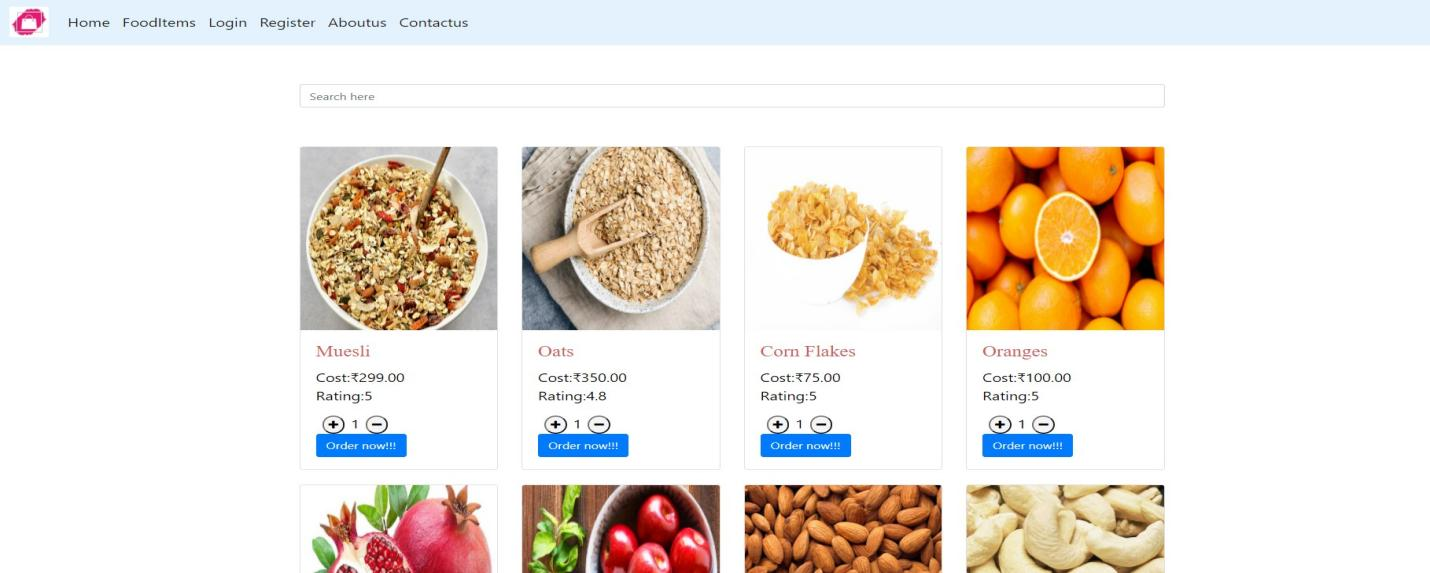 Home FoodItems Login Register Aboutus Contactus
Search here
Muesli
Cost:₹299.00
Rating:5
1
Order now!!!
Oats
Cost:₹350.00
Rating:4.8
1
Order now!!!
Corn Flakes
Cost:₹75.00
Rating:5
1
Order now!!!
Oranges
Cost:₹100.00
Rating:5
1
Order now!!!